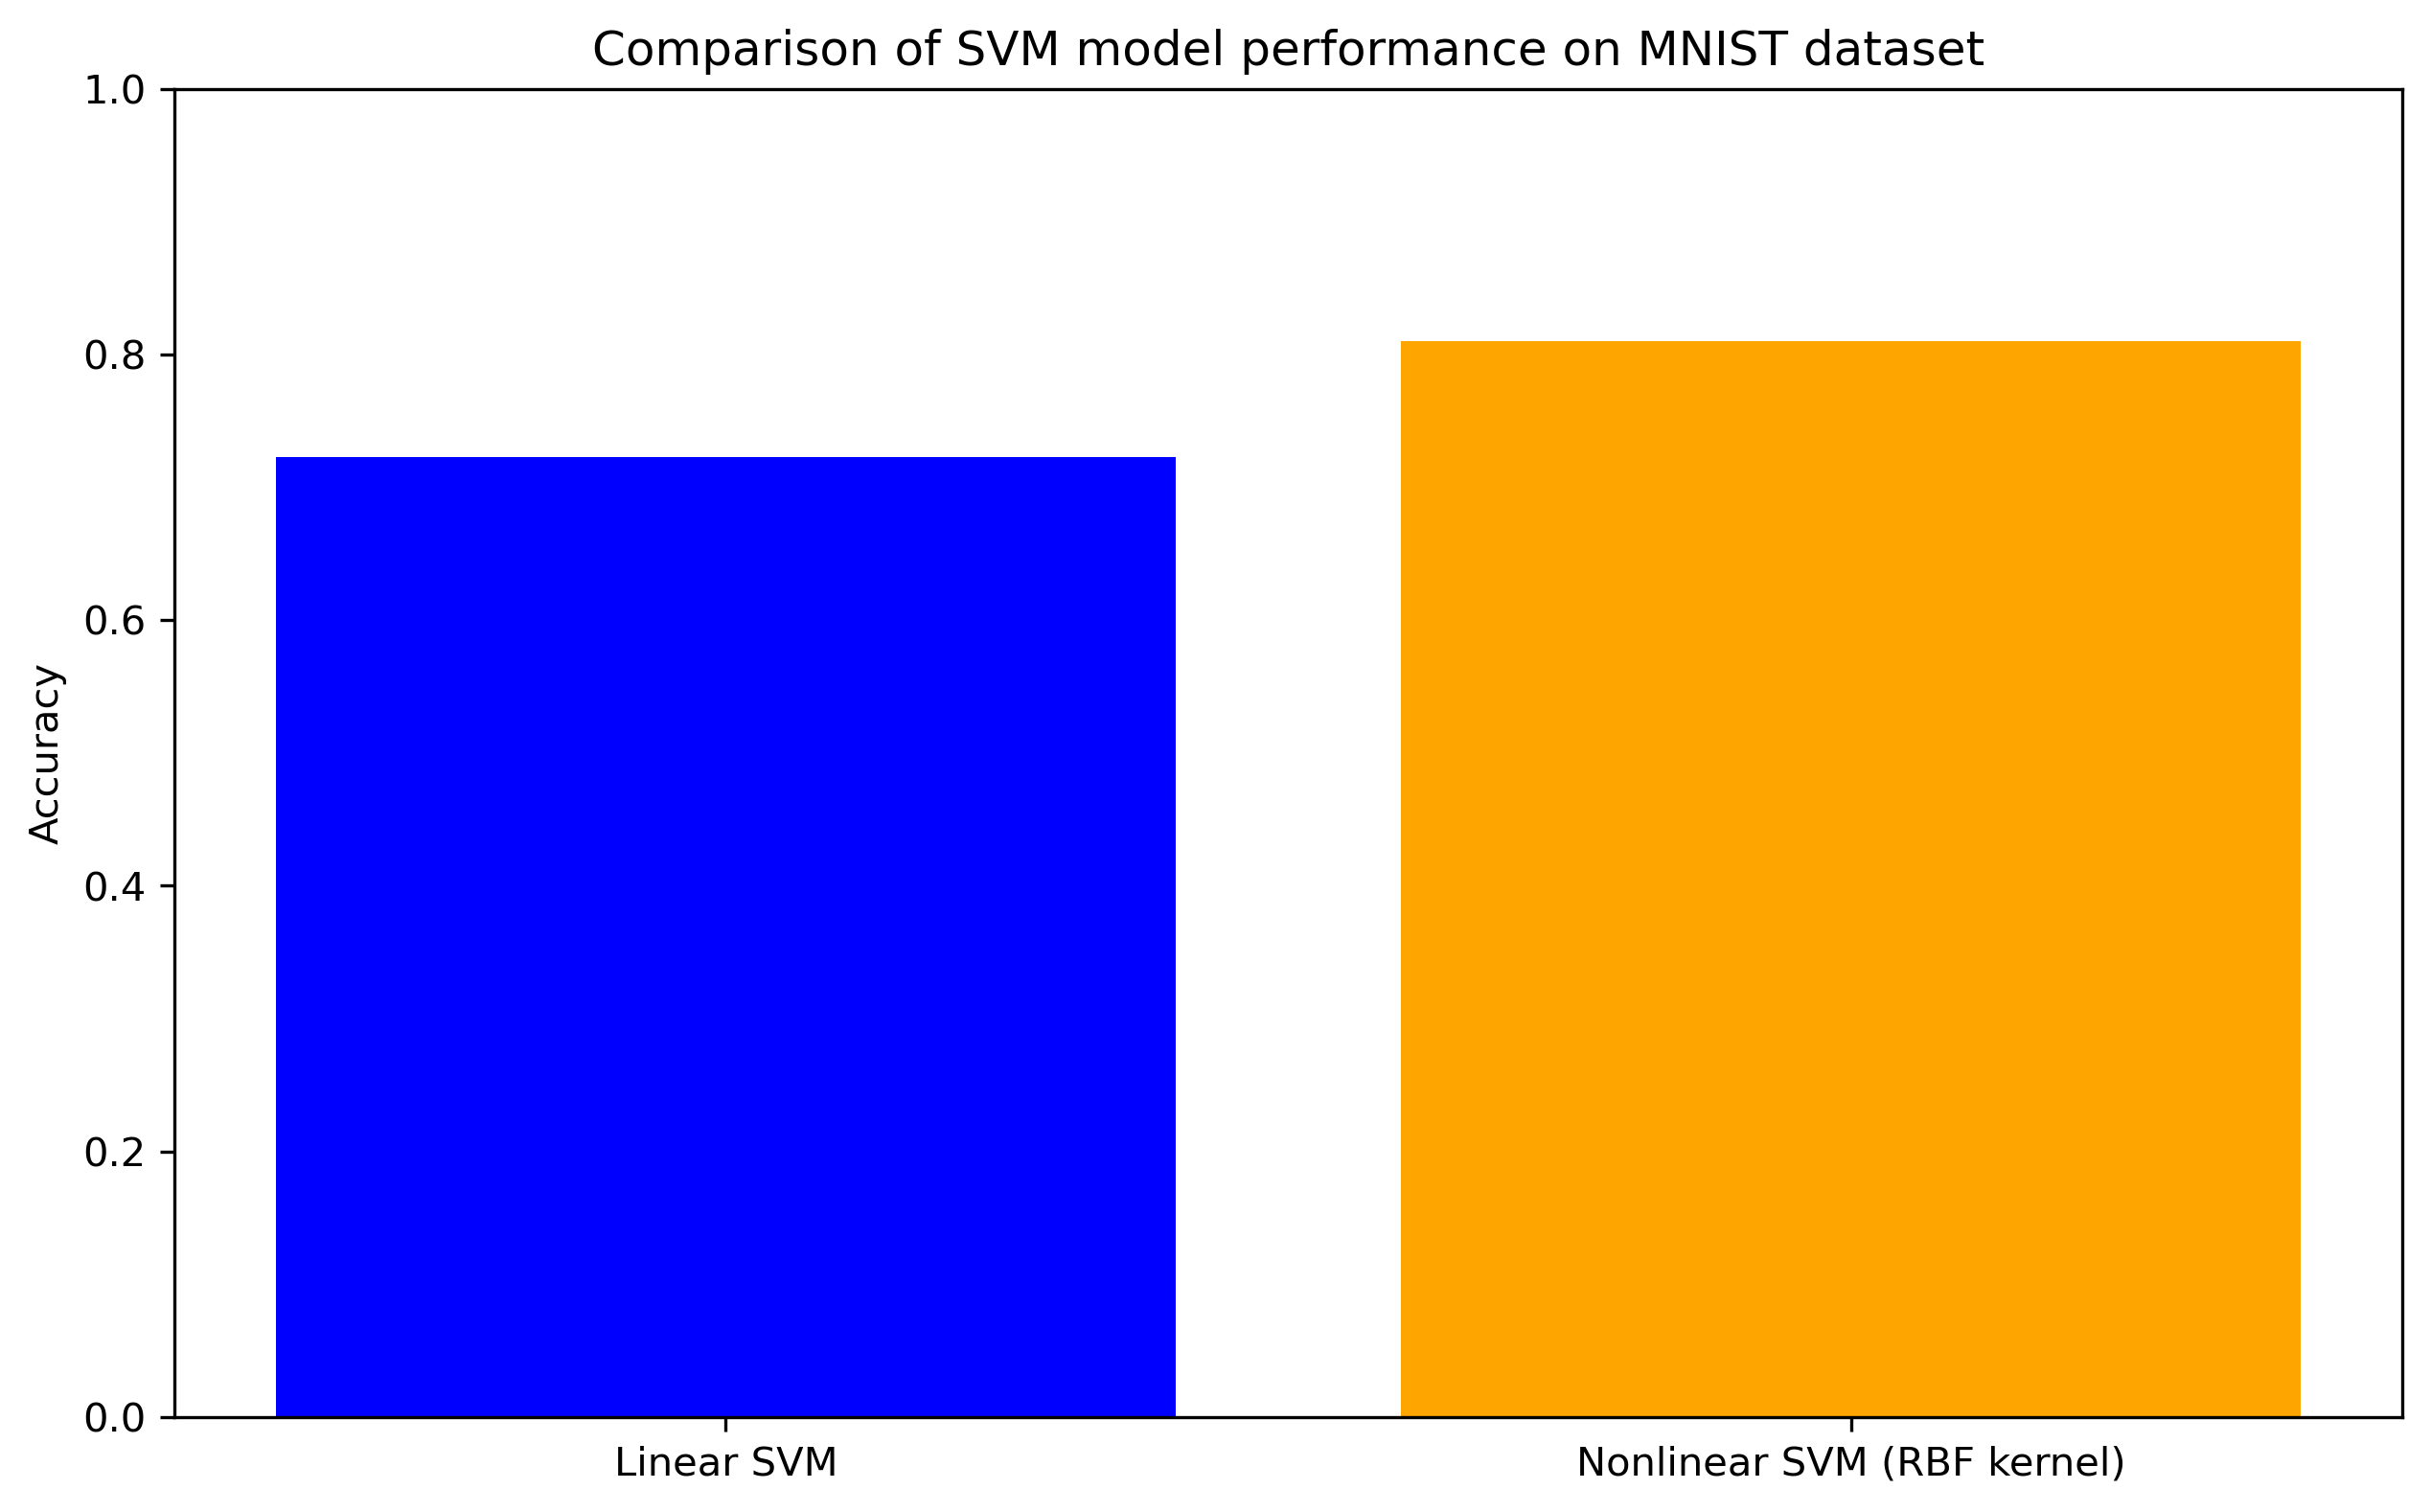 Comparison of SVM model performance on MNIST dataset
1.0
0.8
0.6
0.4
0.2
0.0
Accuracy
Linear SVM
Nonlinear SVM (RBF kernel)